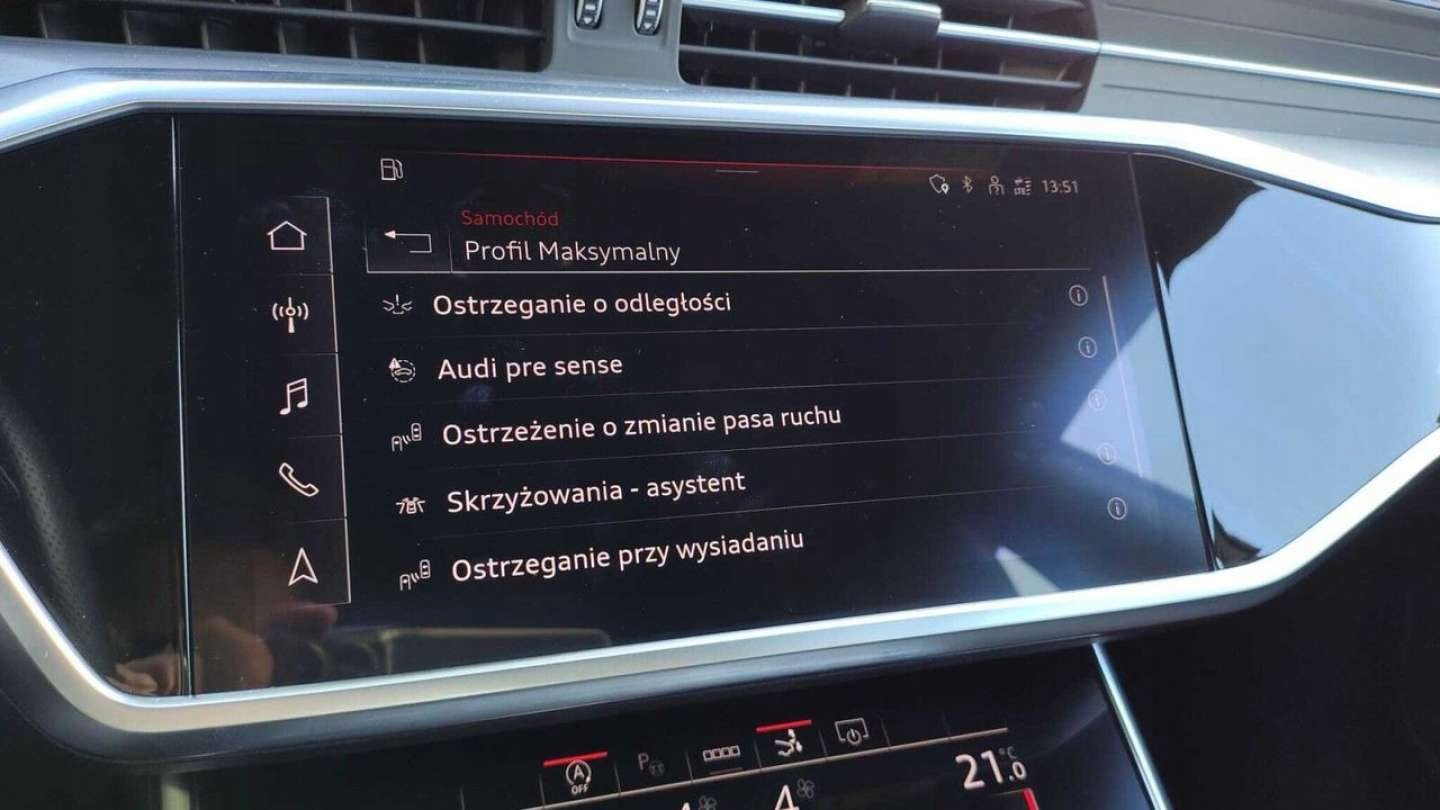 13:51
Samochód
Profil Maksymalny
Ostrzeganie o odległości
Audi pre sense
Ostrzeżenie o zmianie pasa ruchu
Skrzyżowania - asystent
Ostrzeganie przy wysiadaniu
A
OFF
P
4
21.0 °C